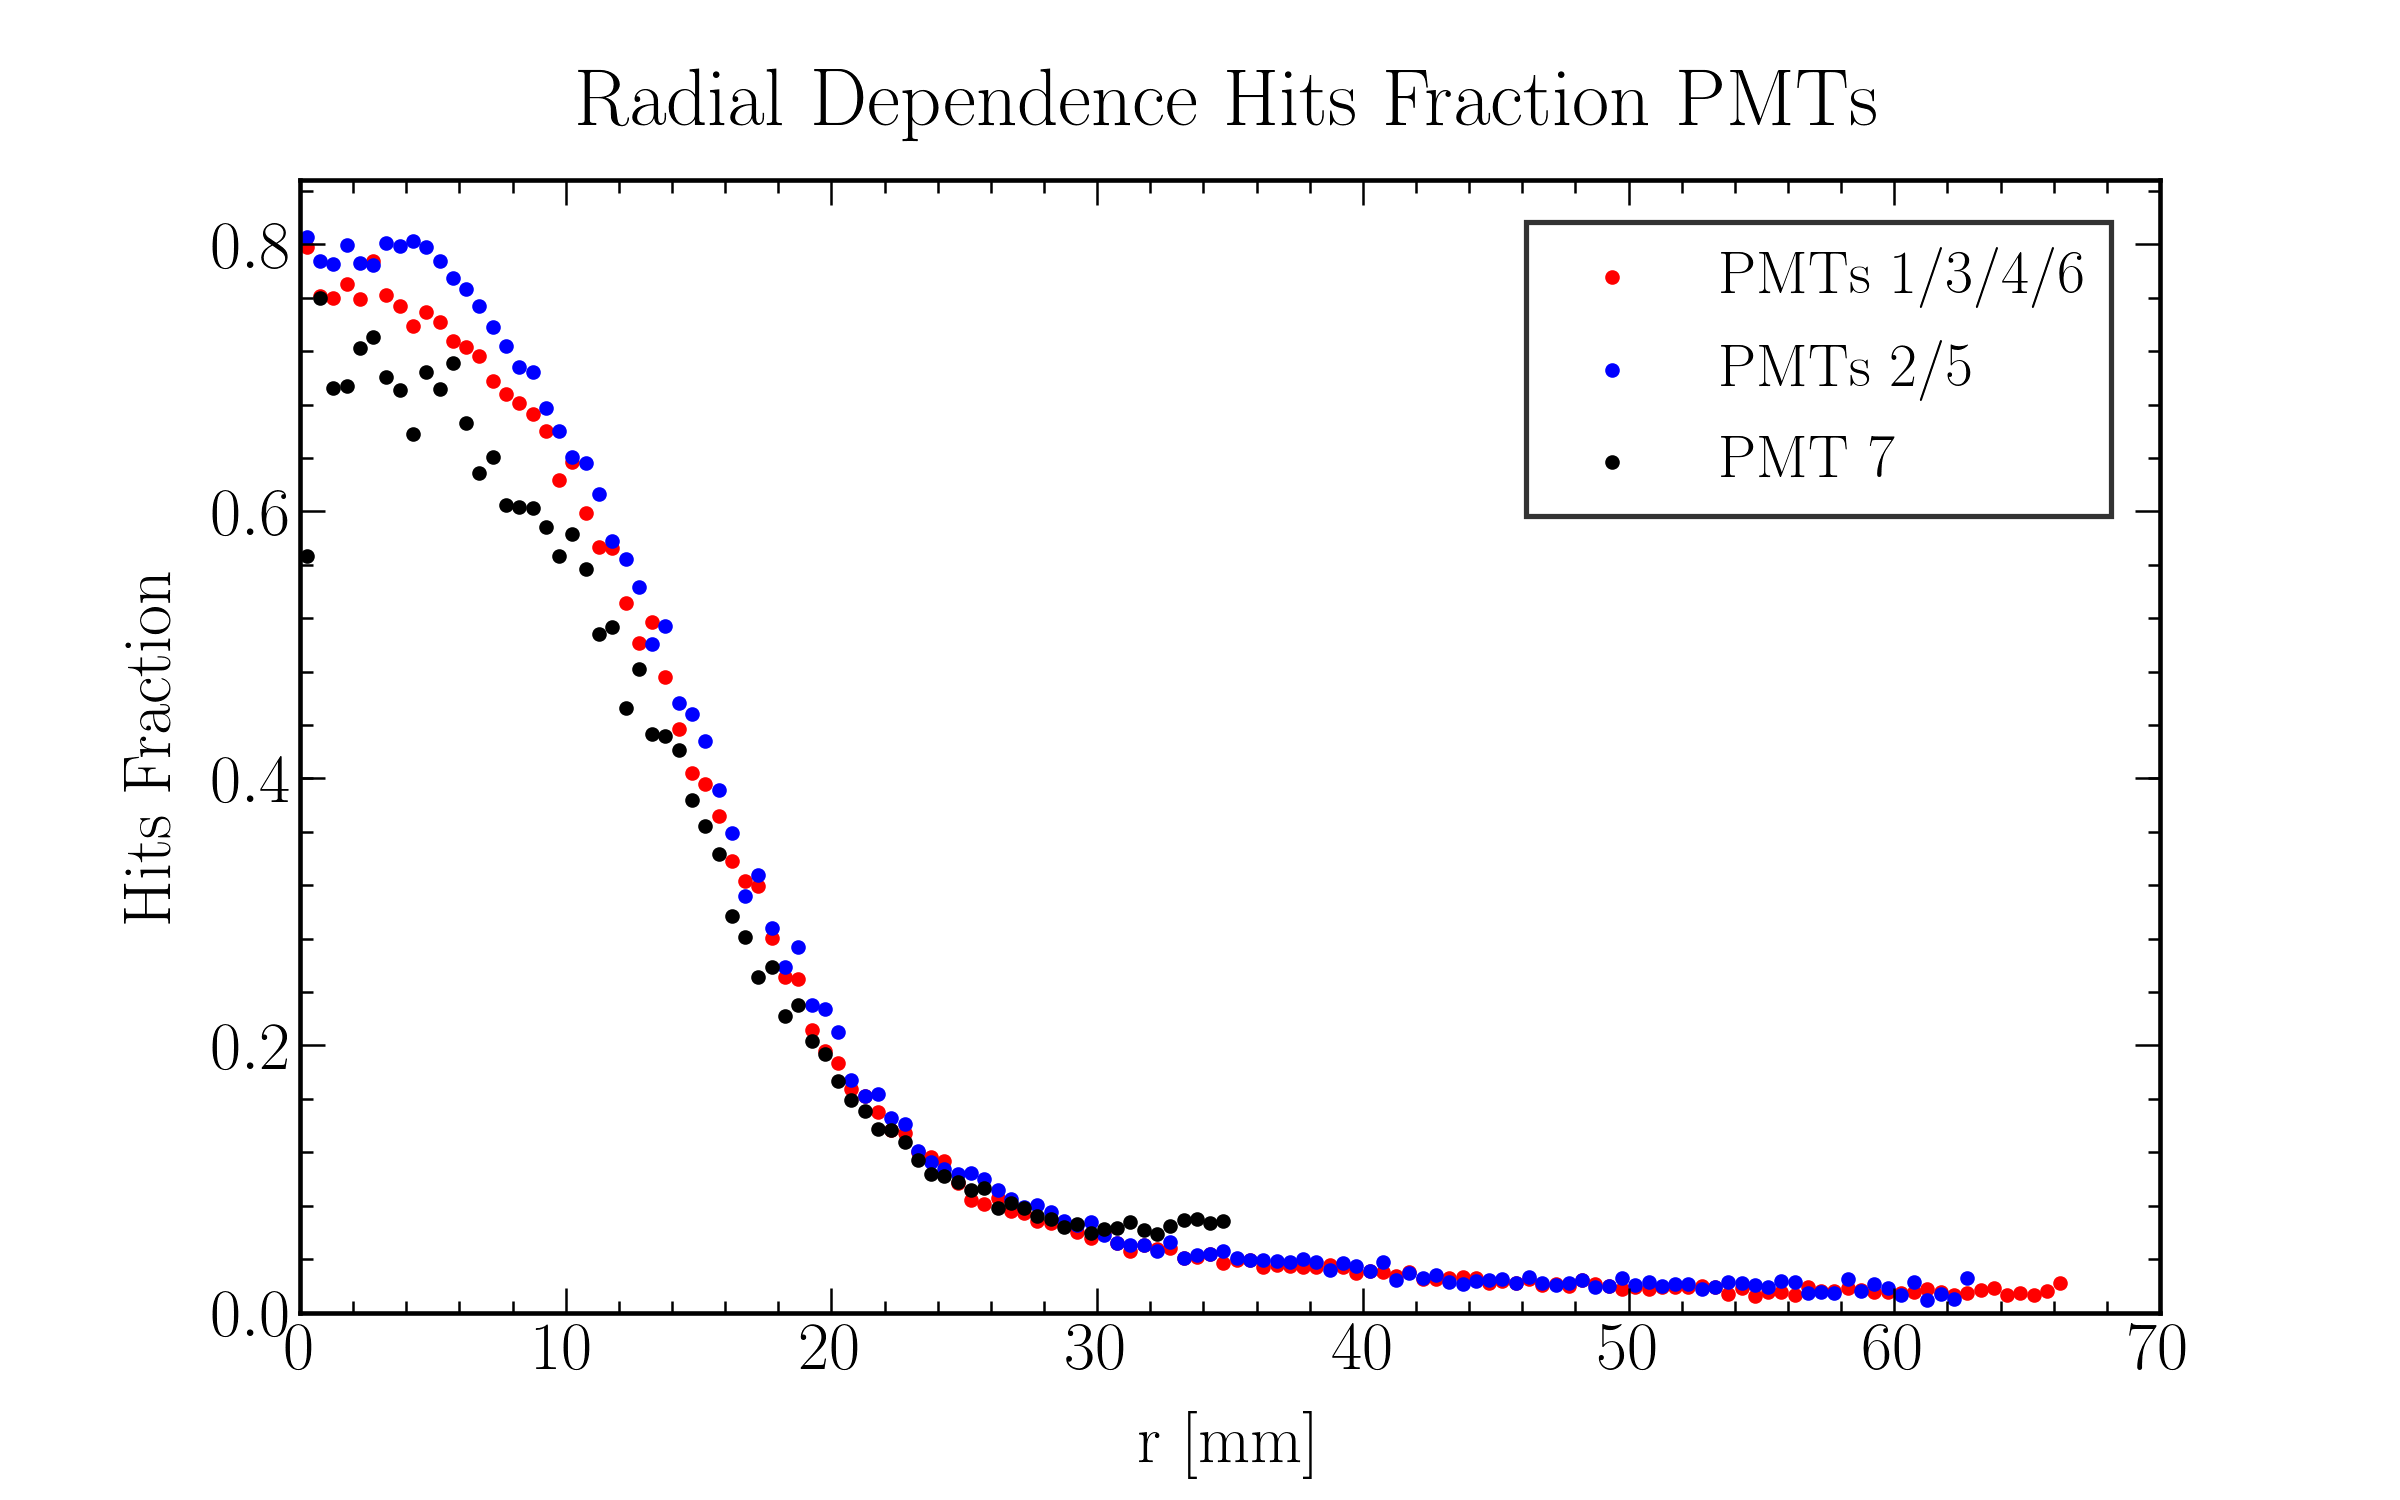 Radial Dependence Hits Fraction PMTs
PMTs 1/3/4/6
PMTs 2/5
PMT 7
Hits Fraction
0.8
0.6
0.4
0.2
0.0
0 10 20 30 40 50 60 70
r [mm]